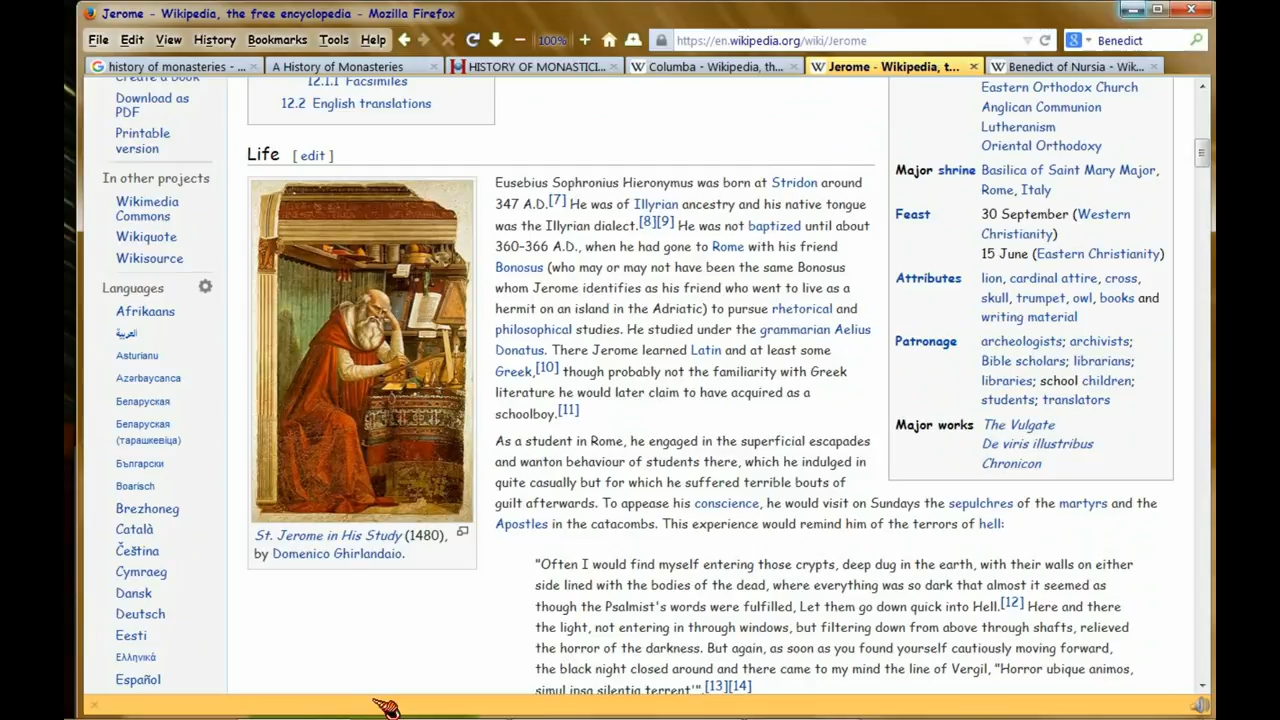 Jerome - Wikipedia, the free encyclopedia - Mozilla Firefox
File Edit View History Bookmarks Tools Help 100% https://en.wikipedia.org/wiki/Jerome Benedict
history of monasteries - ... A History of Monasteries HISTORY OF MONASTICI... Columba - Wikipedia, th... Jerome - Wikipedia, t... Benedict of Nursia - Wik...
Create a book
Download as
PDF
Printable
version
In other projects
Wikimedia
Commons
Wikiquote
Wikisource
Languages
Afrikaans
العربية
Asturianu
Azərbaycanca
Беларуская
Беларуская
(тарашкевіца)
Български
Boarisch
Brezhoneg
Català
Čeština
Cymraeg
Dansk
Deutsch
Eesti
Ελληνικά
Español
12.1.1 Facsimiles
12.2 English translations
Life [ edit ]
St. Jerome in His Study (1480),
by Domenico Ghirlandaio.
Eusebius Sophronius Hieronymus was born at Stridon around
347 A.D.[7] He was of Illyrian ancestry and his native tongue
was the Illyrian dialect.[8][9] He was not baptized until about
360–366 A.D., when he had gone to Rome with his friend
Bonosus (who may or may not have been the same Bonosus
whom Jerome identifies as his friend who went to live as a
hermit on an island in the Adriatic) to pursue rhetorical and
philosophical studies. He studied under the grammarian Aelius
Donatus. There Jerome learned Latin and at least some
Greek,[10] though probably not the familiarity with Greek
literature he would later claim to have acquired as a
schoolboy.[11]
As a student in Rome, he engaged in the superficial escapades
and wanton behaviour of students there, which he indulged in
quite casually but for which he suffered terrible bouts of
guilt afterwards. To appease his conscience, he would visit on Sundays the sepulchres of the martyrs and the
Apostles in the catacombs. This experience would remind him of the terrors of hell:
"Often I would find myself entering those crypts, deep dug in the earth, with their walls on either
side lined with the bodies of the dead, where everything was so dark that almost it seemed as
though the Psalmist's words were fulfilled, Let them go down quick into Hell.[12] Here and there
the light, not entering in through windows, but filtering down from above through shafts, relieved
the horror of the darkness. But again, as soon as you found yourself cautiously moving forward,
the black night closed around and there came to my mind the line of Vergil, "Horror ubique animos,
simul ipsa silentia terrent'".[13][14]
Eastern Orthodox Church
Anglican Communion
Lutheranism
Oriental Orthodoxy
Major shrine Basilica of Saint Mary Major,
Rome, Italy
Feast 30 September (Western
Christianity)
15 June (Eastern Christianity)
Attributes lion, cardinal attire, cross,
skull, trumpet, owl, books and
writing material
Patronage archeologists; archivists;
Bible scholars; librarians;
libraries; school children;
students; translators
Major works The Vulgate
De viris illustribus
Chronicon